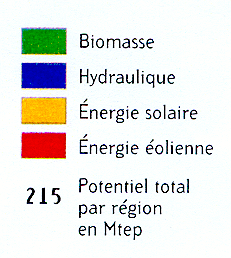 Biomasse
Hydraulique
Énergie solaire
Énergie éolienne
215 Potentiel total
par région
en Mtep